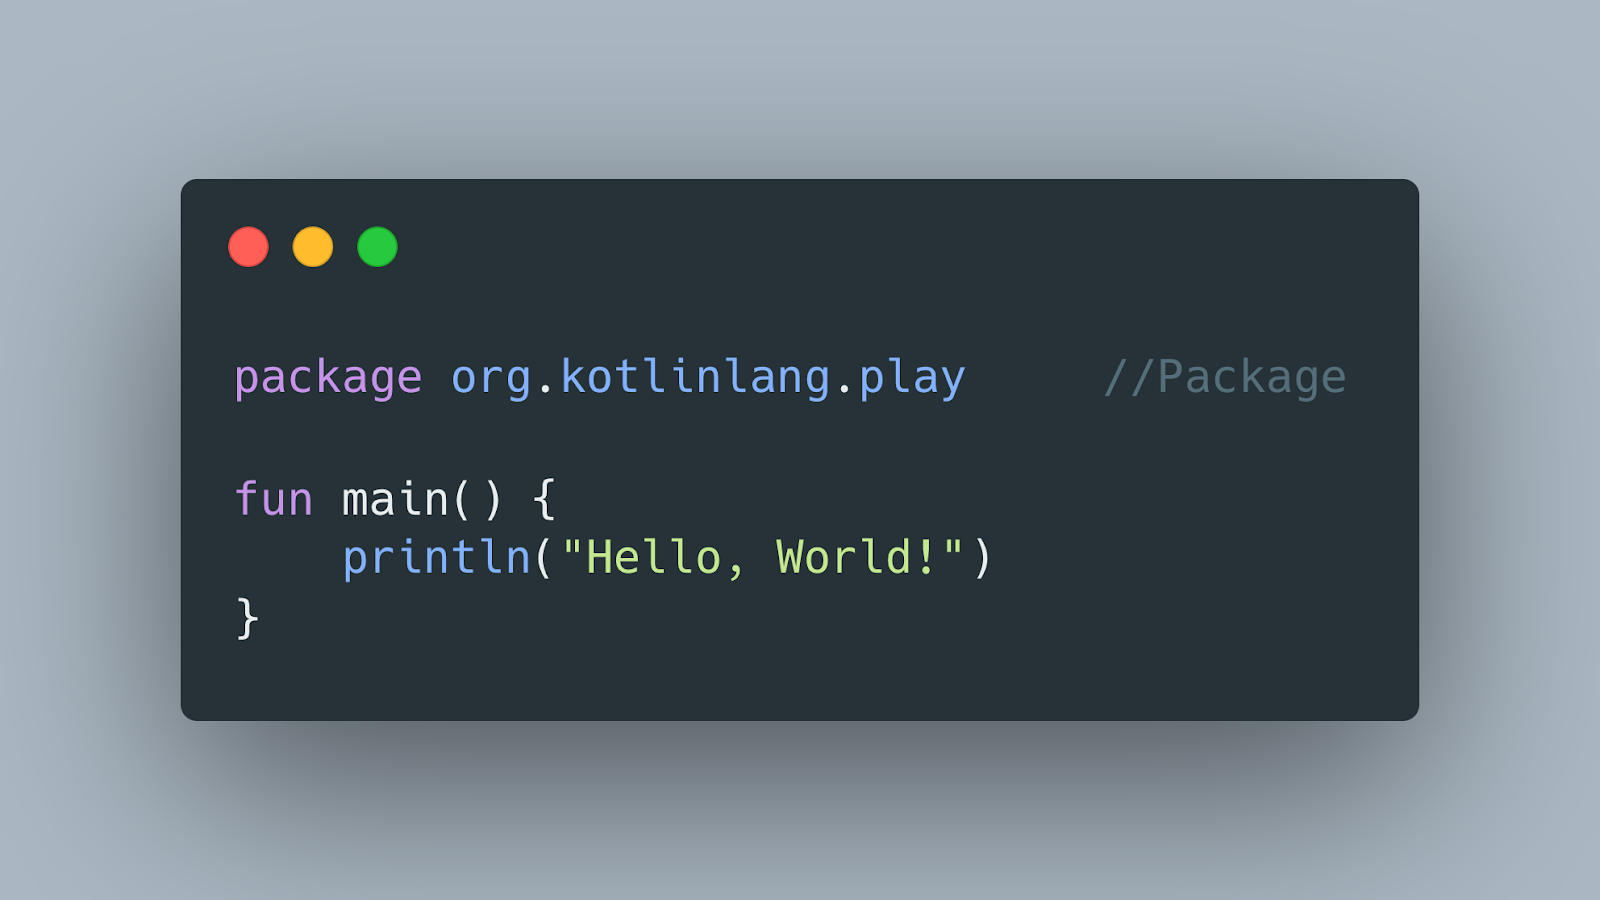 package org.kotlinlang.play     //Package
fun main() {
    println("Hello, World!")
}